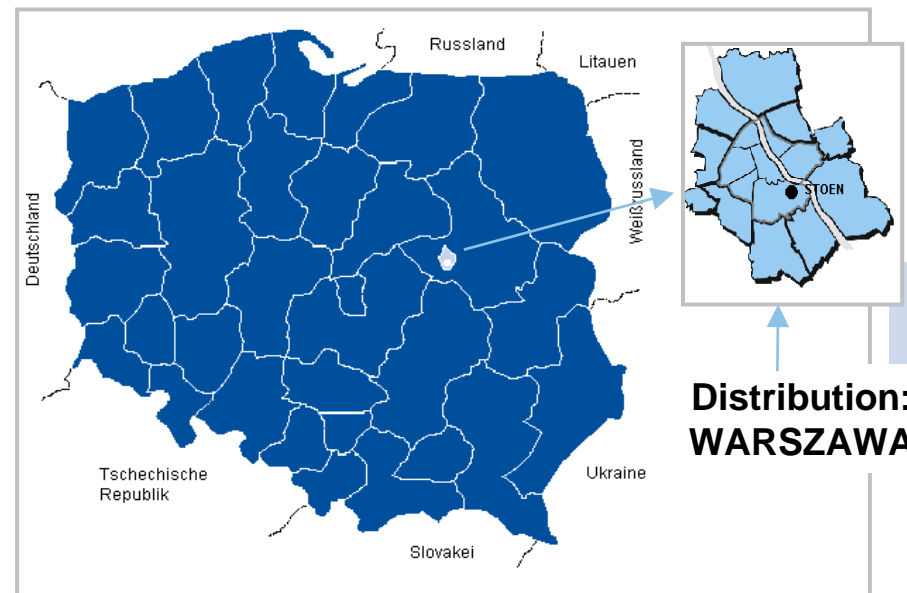 Russland
Litauen
Weißrussland
Deutschland
STOEN
Distribution:
WARSZAWA
Tschechische
Republik
Ukraine
Slovakei